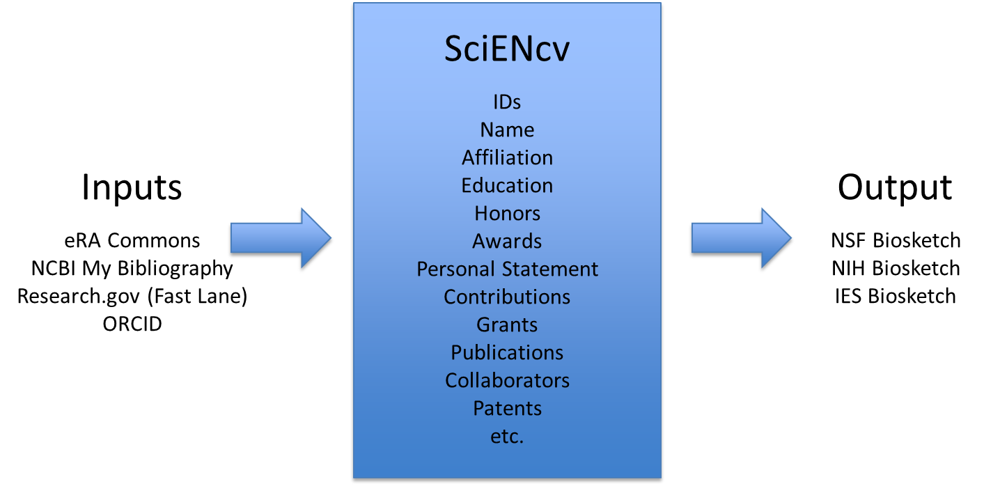 Inputs
eRA Commons
NCBI My Bibliography
Research.gov (Fast Lane)
ORCID
SciENcv
IDs
Name
Affiliation
Education
Honors
Awards
Personal Statement
Contributions
Grants
Publications
Collaborators
Patents
etc.
Output
NSF Biosketch
NIH Biosketch
IES Biosketch